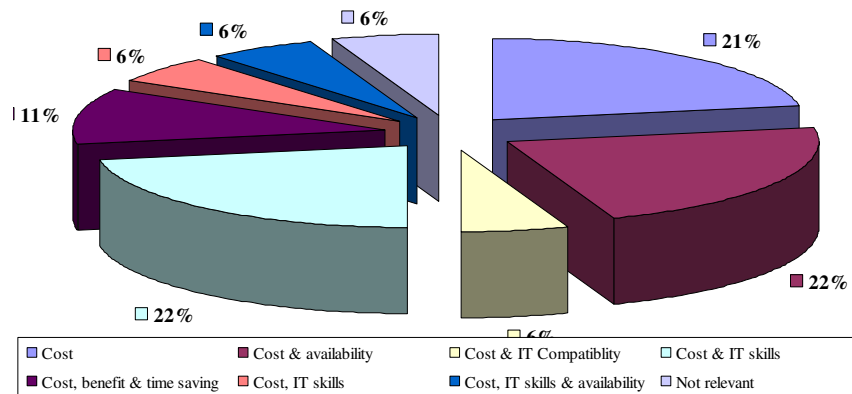 6%
6%
21%
6%
11%
22%
22%
6%
Cost
Cost & availability
Cost & IT Compatiblity
Cost & IT skills
Cost, benefit & time saving
Cost, IT skills
Cost, IT skills & availability
Not relevant